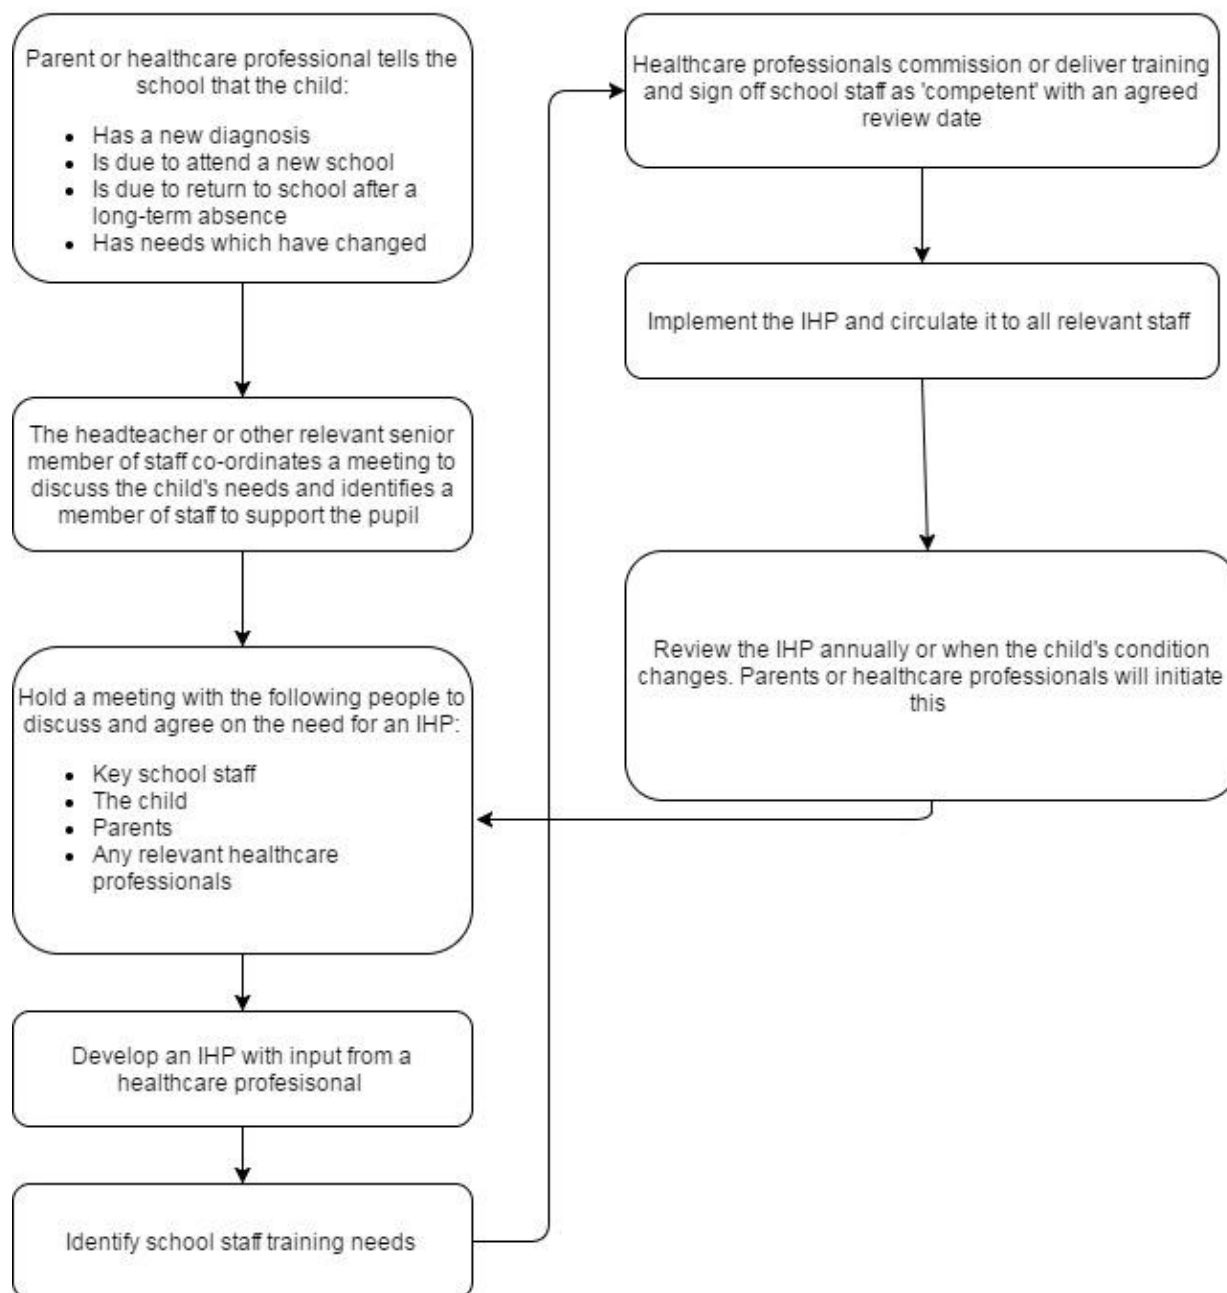 Parent or healthcare professional tells the
school that the child:
• Has a new diagnosis
• Is due to attend a new school
• Is due to return to school after a
long-term absence
• Has needs which have changed
The headteacher or other relevant senior
member of staff co-ordinates a meeting to
discuss the child's needs and identifies a
member of staff to support the pupil
Hold a meeting with the following people to
discuss and agree on the need for an IHP:
• Key school staff
• The child
• Parents
• Any relevant healthcare
professionals
Develop an IHP with input from a
healthcare profesisonal
Identify school staff training needs
Healthcare professionals commission or deliver training
and sign off school staff as 'competent' with an agreed
review date
Implement the IHP and circulate it to all relevant staff
Review the IHP annually or when the child's condition
changes. Parents or healthcare professionals will initiate
this